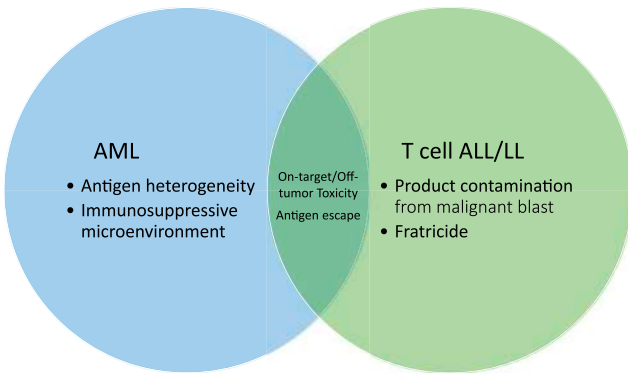 AML
• Antigen heterogeneity
• Immunosuppressive
microenvironment
On-target/Off-
tumor Toxicity
Antigen escape
T cell ALL/LL
• Product contamination
from malignant blast
• Fratricide